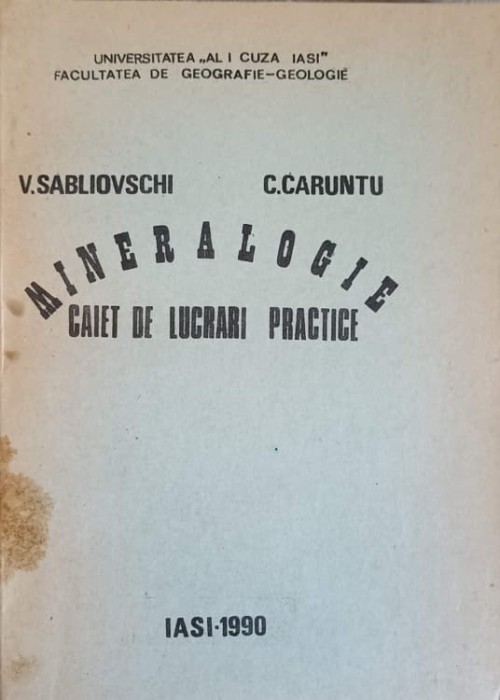 UNIVERSITATEA „AL I CUZA IASI"
FACULTATEA DE GEOGRAFIE-GEOLOGIE
V.SABLIOVSCHI C.CARUNTU
MINERALOGIE
CAIET DE LUCRARI PRACTICE
IASI·1990